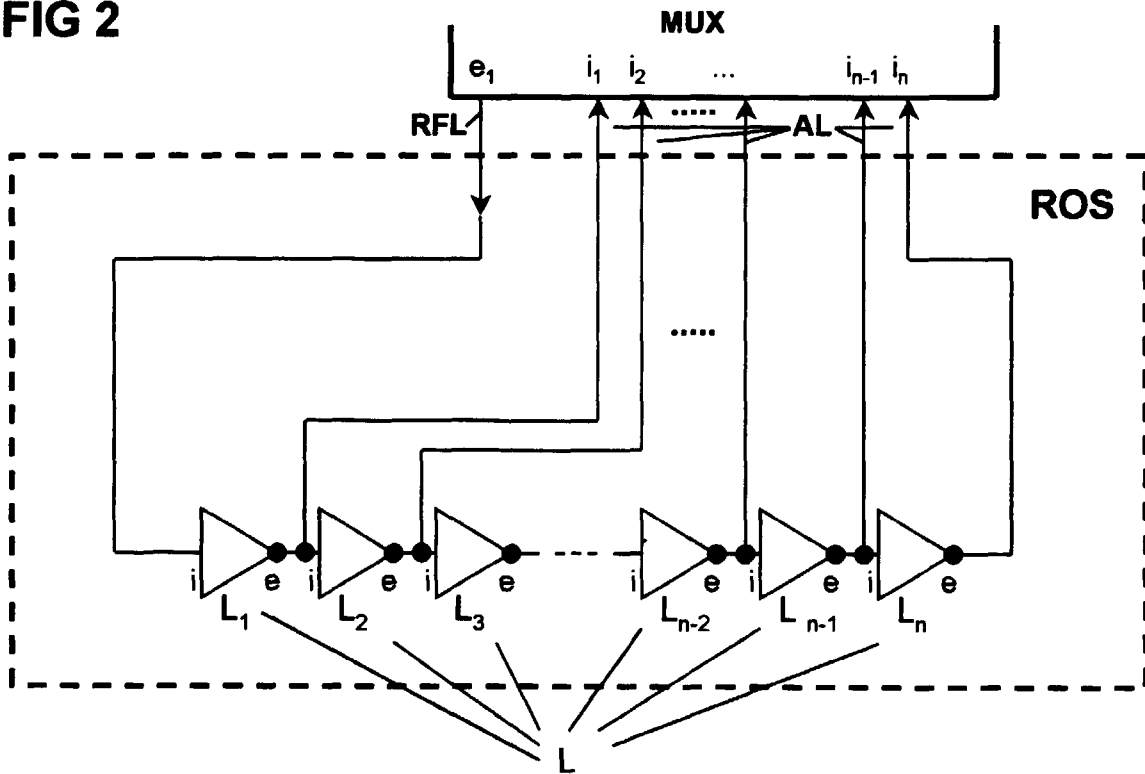 FIG 2
MUX
e₁ i₁ i₂ ... iₙ₋₁ iₙ
RFL ..... AL
ROS
.....
i e i e i e i e i e i e
L₁ L₂ L₃ Lₙ₋₂ Lₙ₋₁ Lₙ
L